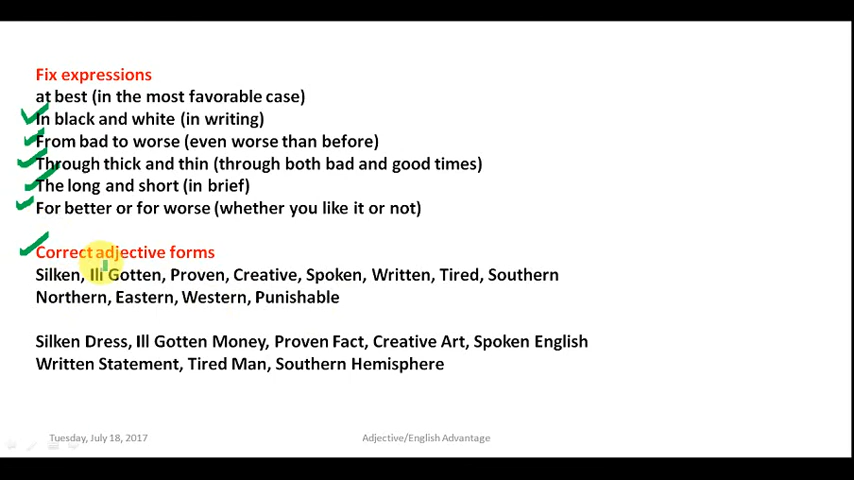 Fix expressions
at best (in the most favorable case)
In black and white (in writing)
From bad to worse (even worse than before)
Through thick and thin (through both bad and good times)
The long and short (in brief)
For better or for worse (whether you like it or not)
Correct adjective forms
Silken, Ill Gotten, Proven, Creative, Spoken, Written, Tired, Southern
Northern, Eastern, Western, Punishable
Silken Dress, Ill Gotten Money, Proven Fact, Creative Art, Spoken English
Written Statement, Tired Man, Southern Hemisphere
Tuesday, July 18, 2017
Adjective/English Advantage